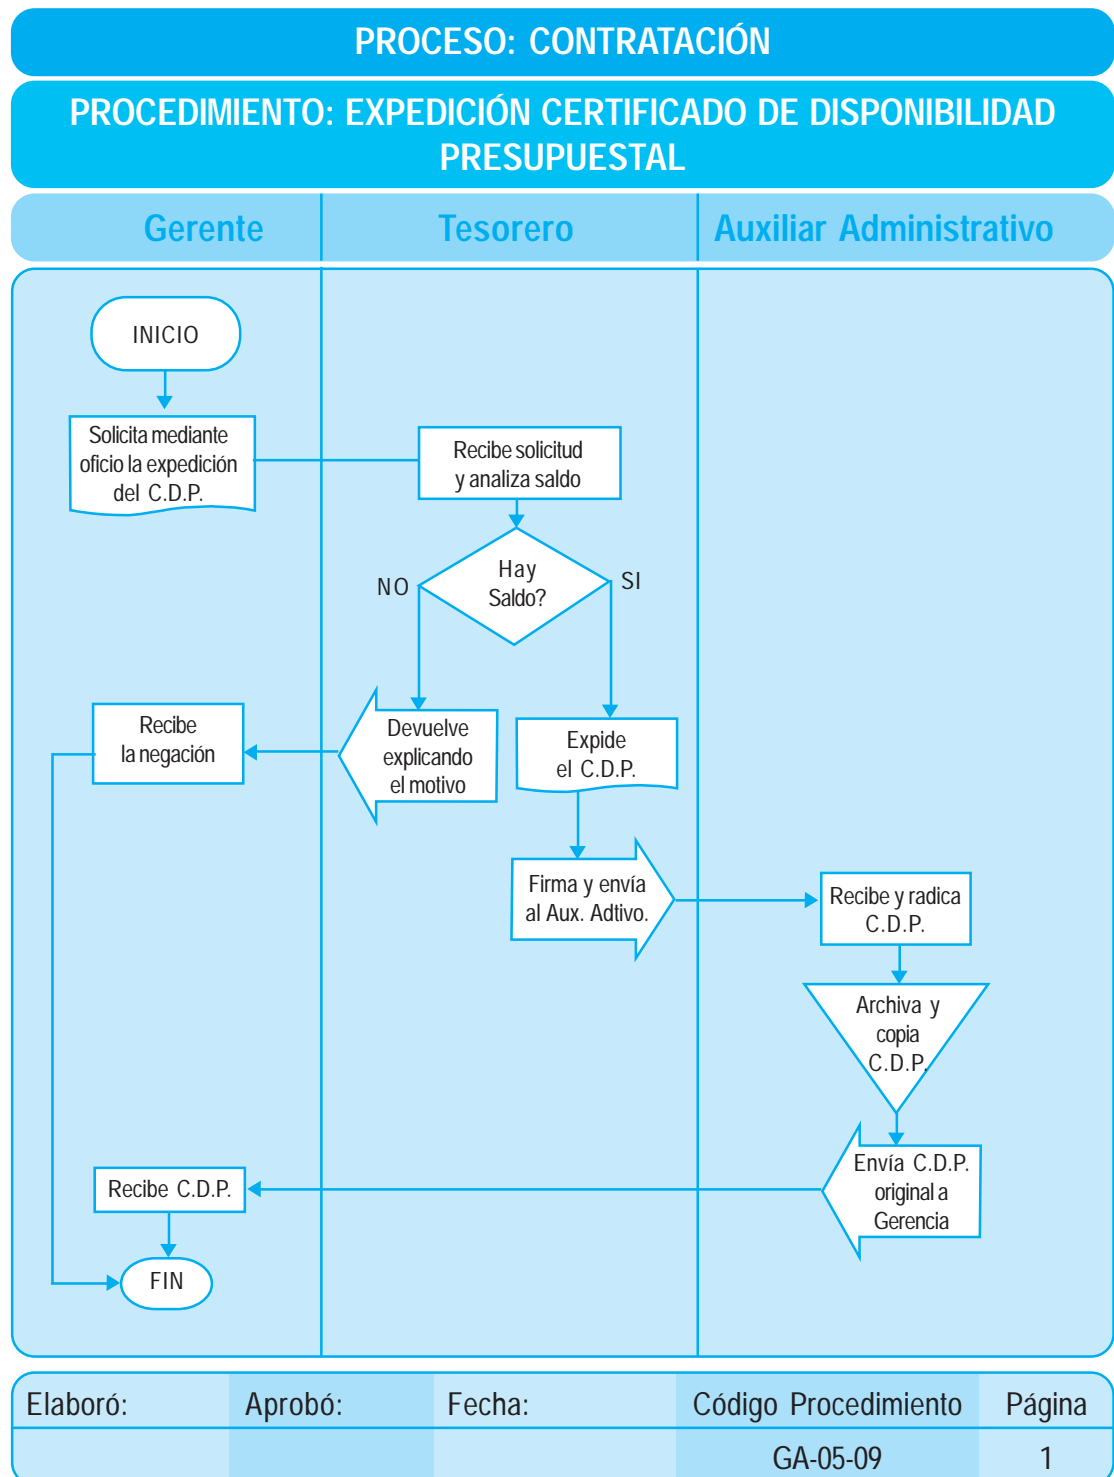 PROCESO: CONTRATACIÓN
PROCEDIMIENTO: EXPEDICIÓN CERTIFICADO DE DISPONIBILIDAD
PRESUPUESTAL
Gerente
Tesorero
Auxiliar Administrativo
INICIO
Solicita mediante
oficio la expedición
del C.D.P.
Recibe solicitud
y analiza saldo
Hay
Saldo?
NO
SI
Recibe
la negación
Devuelve
explicando
el motivo
Expide
el C.D.P.
Firma y envía
al Aux. Adtivo.
Recibe y radica
C.D.P.
Archiva y
copia
C.D.P.
Envía C.D.P.
original a
Gerencia
Recibe C.D.P.
FIN
Elaboró:
Aprobó:
Fecha:
Código Procedimiento
Página
GA-05-09
1